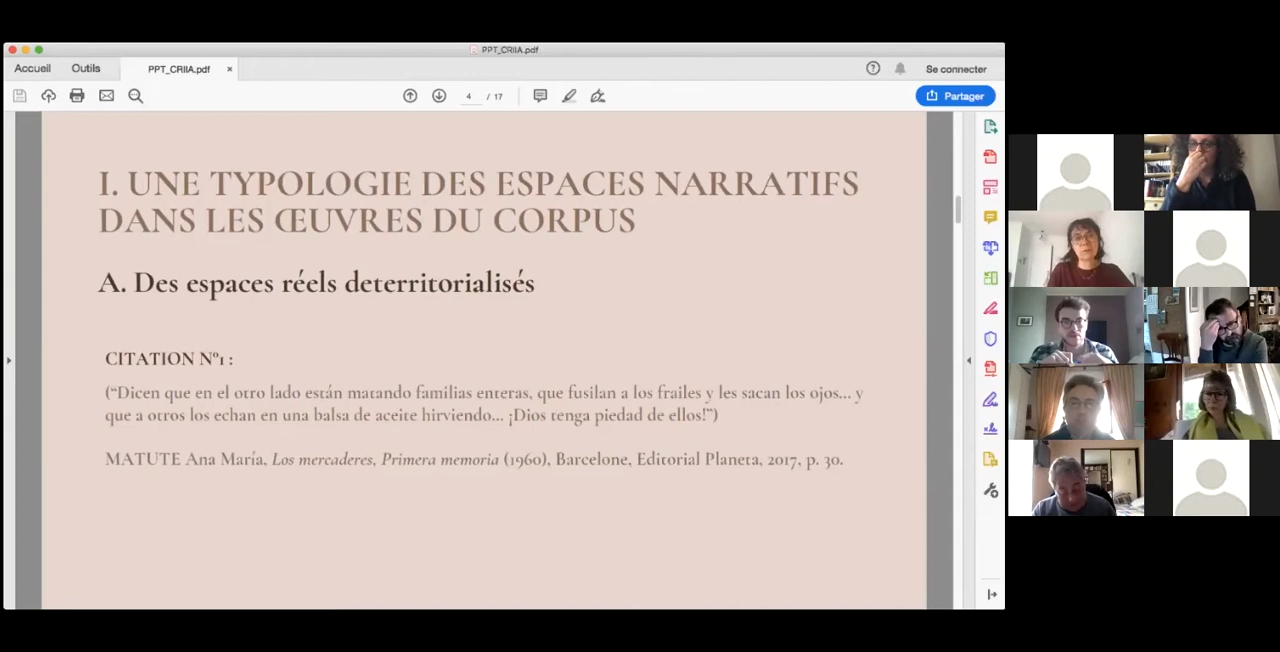 PPT_CRIIA.pdf
Accueil Outils PPT_CRIIA.pdf × Se connecter
4 / 17 Partager
I. UNE TYPOLOGIE DES ESPACES NARRATIFS
DANS LES ŒUVRES DU CORPUS
A. Des espaces réels deterritorialisés
CITATION Nº1 :
(“Dicen que en el otro lado están matando familias enteras, que fusilan a los frailes y les sacan los ojos... y
que a otros los echan en una balsa de aceite hirviendo... ¡Dios tenga piedad de ellos!”)
MATUTE Ana María, Los mercaderes, Primera memoria (1960), Barcelone, Editorial Planeta, 2017, p. 30.